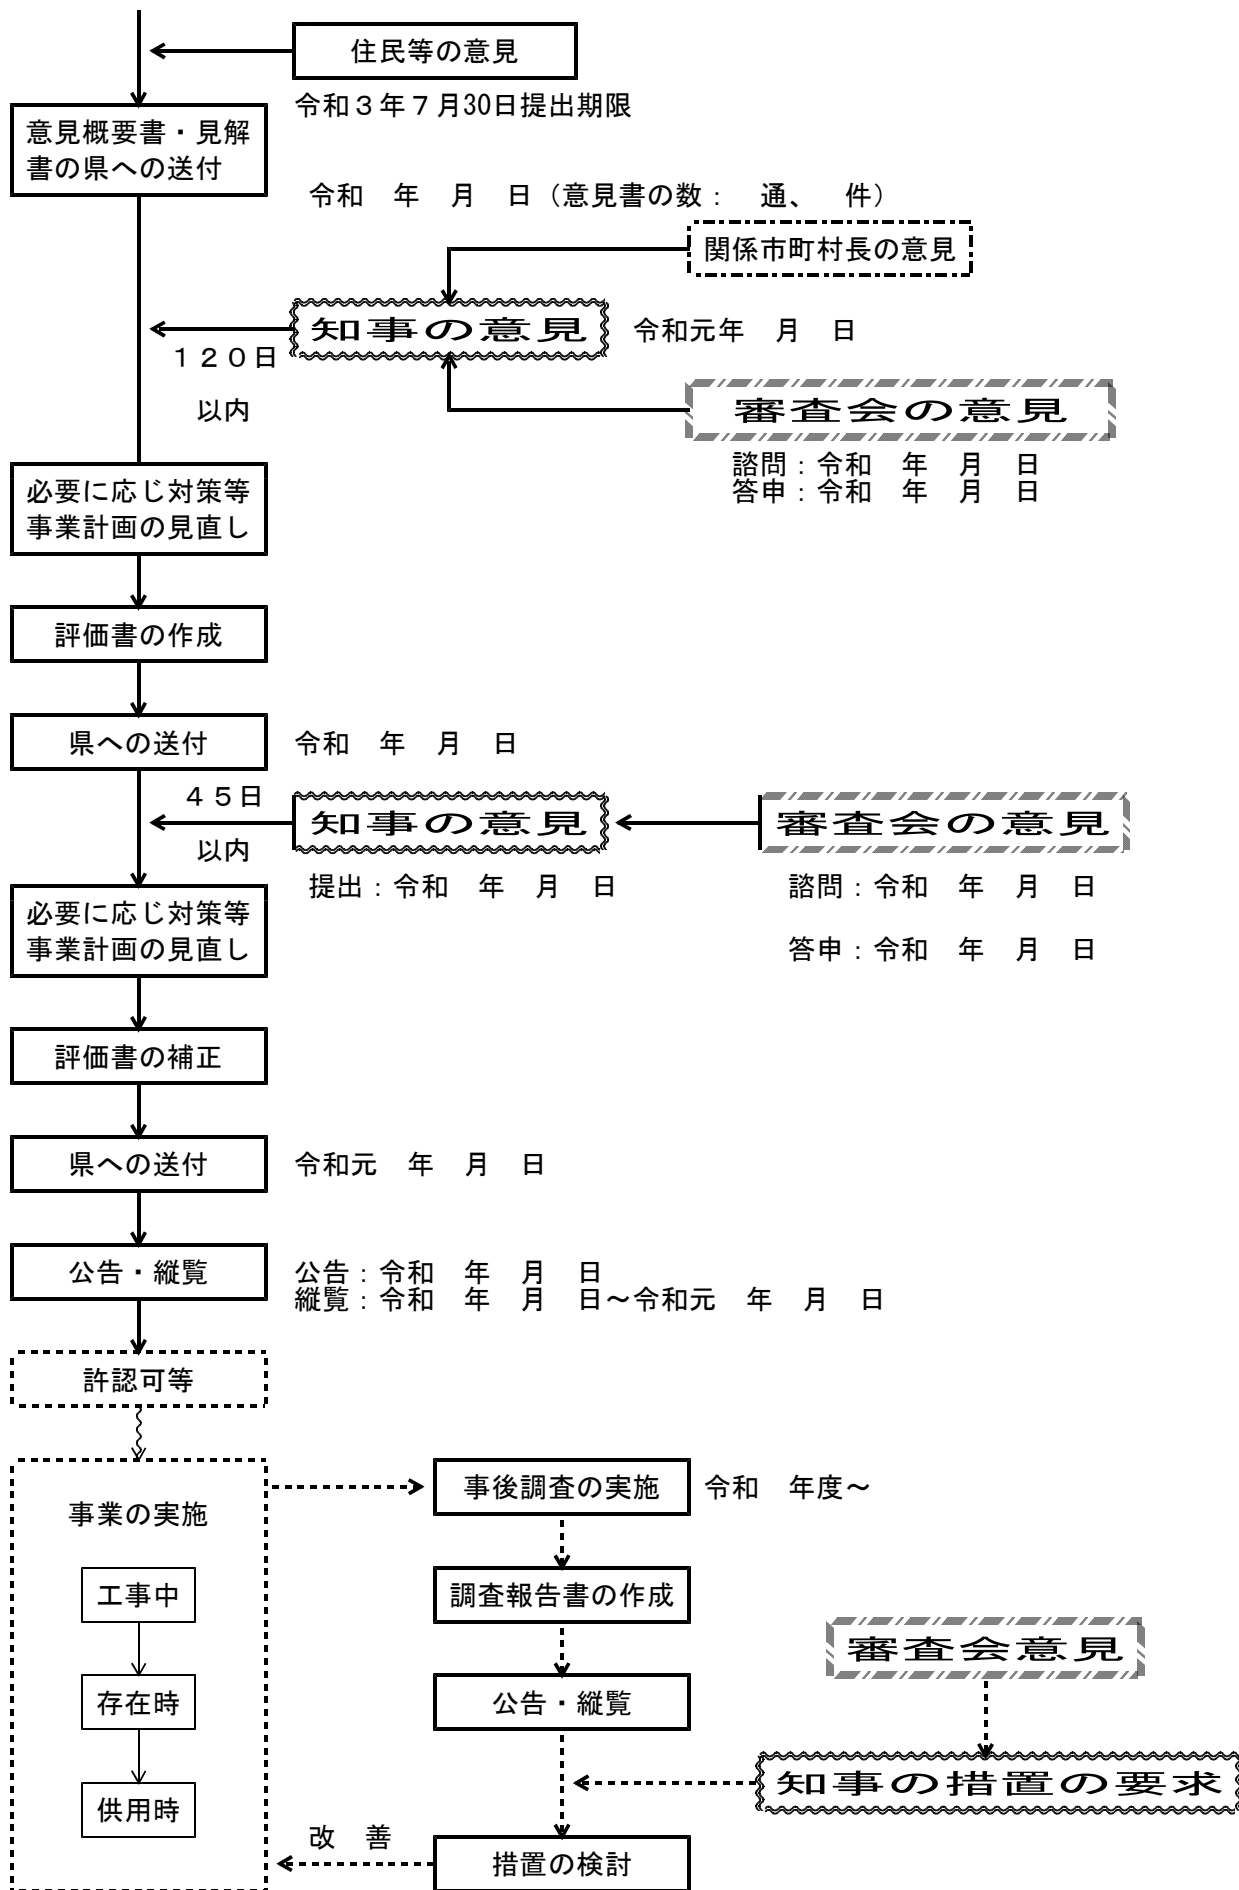 住民等の意見
令和３年７月30日提出期限
意見概要書・見解
書の県への送付
令和　年　月　日（意見書の数：　通、　件）
関係市町村長の意見
知事の意見
令和元年　月　日
１２０日
以内
審査会の意見
諮問：令和　年　月　日
答申：令和　年　月　日
必要に応じ対策等
事業計画の見直し
評価書の作成
県への送付
令和　年　月　日
４５日
以内
知事の意見
審査会の意見
提出：令和　年　月　日
諮問：令和　年　月　日
答申：令和　年　月　日
必要に応じ対策等
事業計画の見直し
評価書の補正
県への送付
令和元　年　月　日
公告・縦覧
公告：令和　年　月　日
縦覧：令和　年　月　日～令和元　年　月　日
許認可等
事業の実施
工事中
存在時
供用時
事後調査の実施
令和　年度～
調査報告書の作成
審査会意見
公告・縦覧
知事の措置の要求
改　善
措置の検討